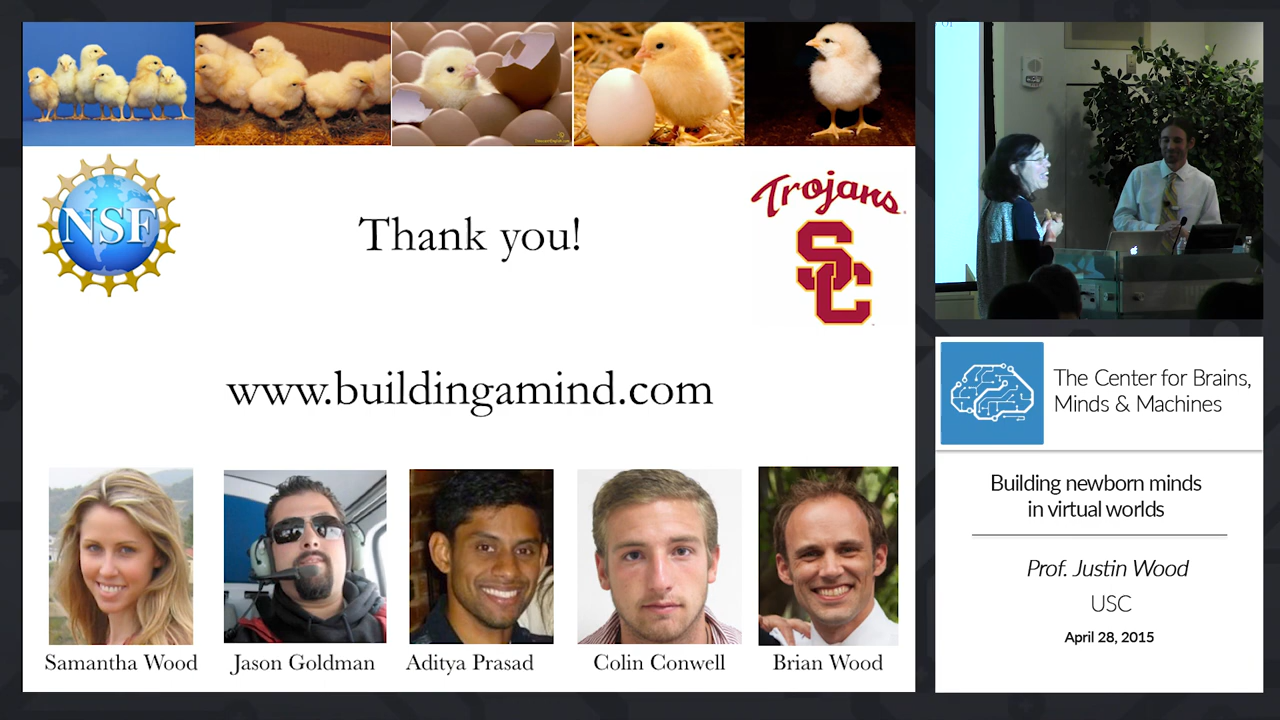 NSF
Thank you!
Trojans
SC
www.buildingamind.com
Samantha Wood
Jason Goldman
Aditya Prasad
Colin Conwell
Brian Wood
The Center for Brains,
Minds & Machines
Building newborn minds
in virtual worlds
Prof. Justin Wood
USC
April 28, 2015